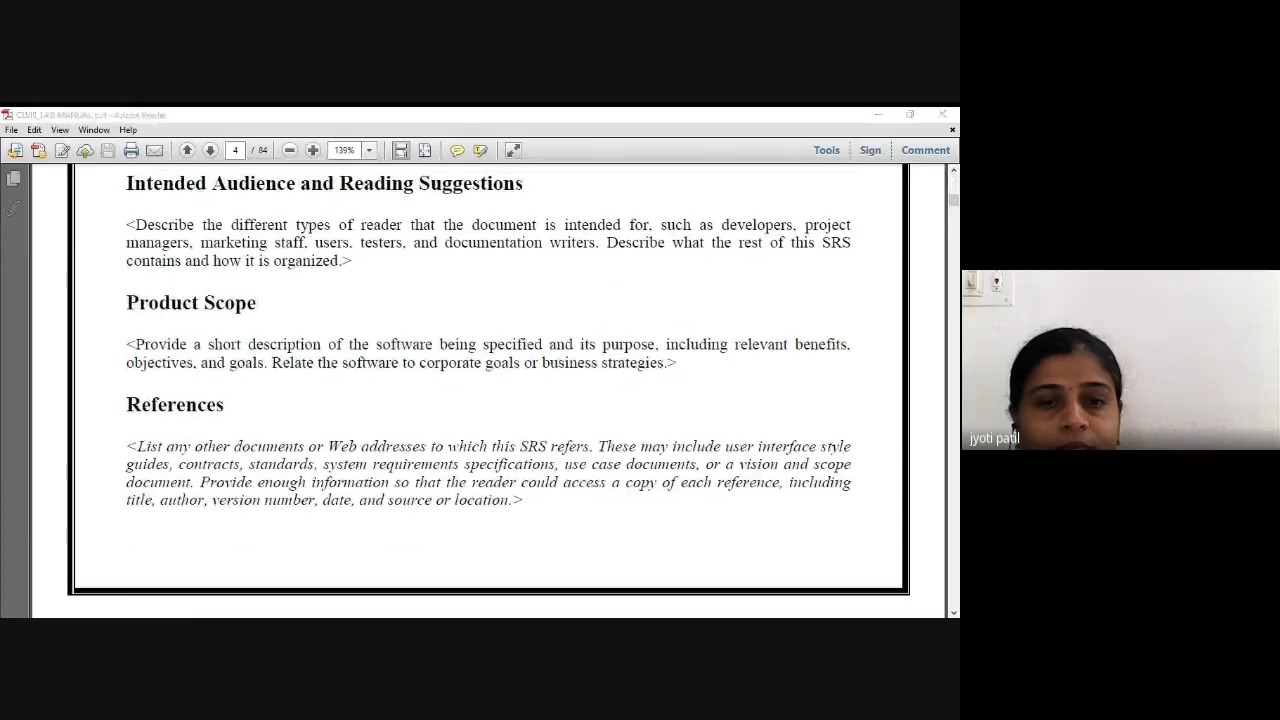 CLVIII_LAB MANUAL.pdf - Adobe Reader
File Edit View Window Help
4 / 84 139% Tools Sign Comment
Intended Audience and Reading Suggestions
<Describe the different types of reader that the document is intended for, such as developers, project
managers, marketing staff, users, testers, and documentation writers. Describe what the rest of this SRS
contains and how it is organized.>
Product Scope
<Provide a short description of the software being specified and its purpose, including relevant benefits,
objectives, and goals. Relate the software to corporate goals or business strategies.>
References
<List any other documents or Web addresses to which this SRS refers. These may include user interface style
guides, contracts, standards, system requirements specifications, use case documents, or a vision and scope
document. Provide enough information so that the reader could access a copy of each reference, including
title, author, version number, date, and source or location.>
jyoti patil